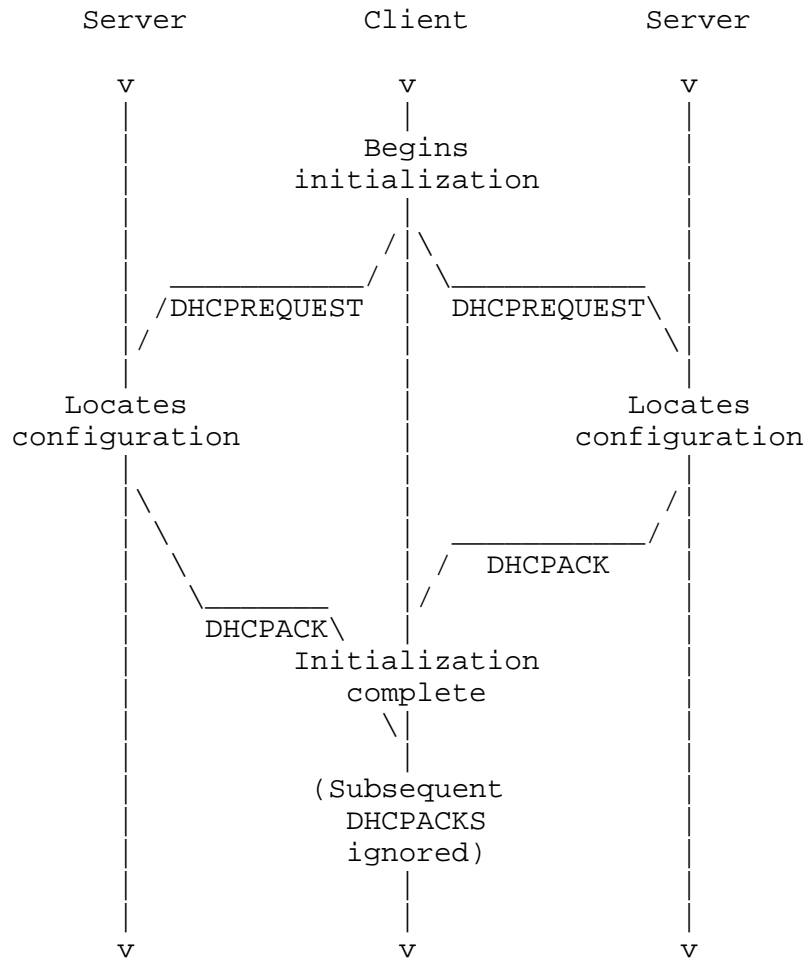 Server Client Server
v v v
Begins
initialization
DHCPREQUEST DHCPREQUEST
Locates Locates
configuration configuration
DHCPACK
DHCPACK
Initialization
complete
(Subsequent
DHCPACKS
ignored)
v v v